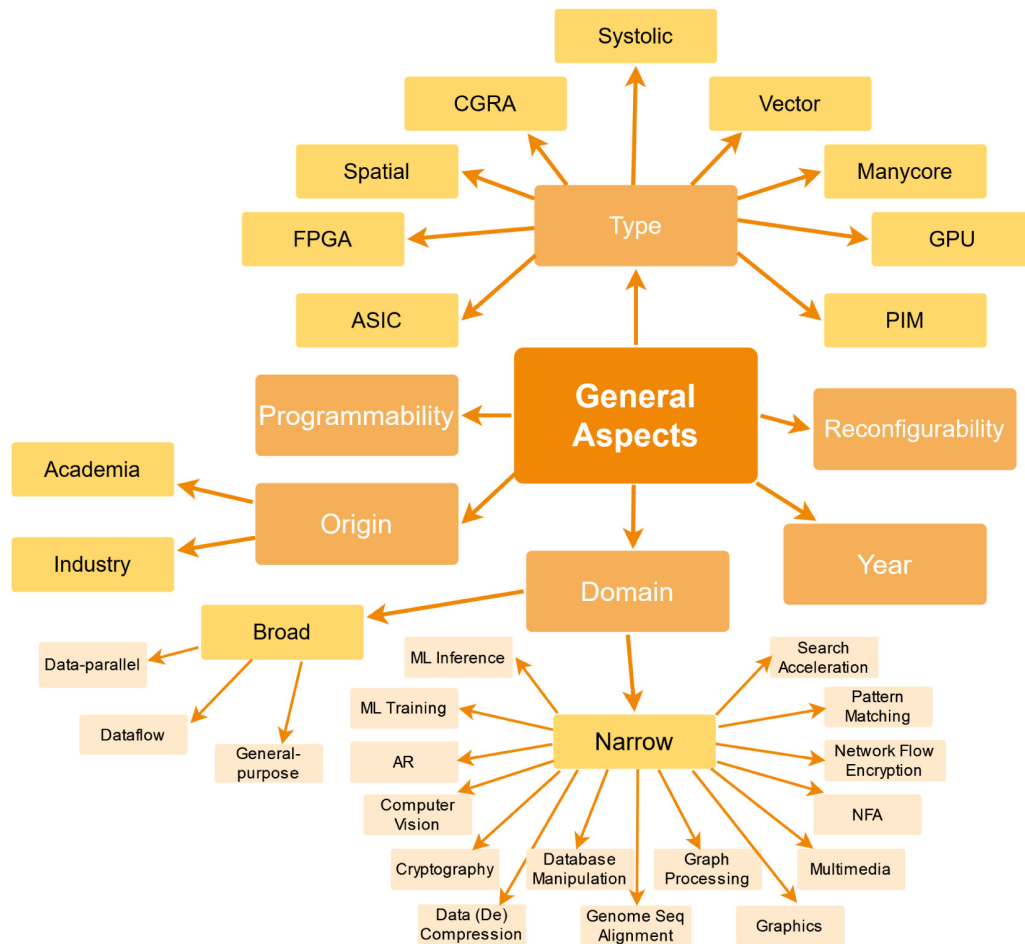 Systolic
CGRA
Vector
Spatial
Manycore
Type
FPGA
GPU
ASIC
PIM
General
Aspects
Programmability
Reconfigurability
Academia
Origin
Industry
Year
Domain
Broad
Data-parallel
Dataflow
General-
purpose
ML Inference
Search
Acceleration
ML Training
Pattern
Matching
Narrow
AR
Network Flow
Encryption
Computer
Vision
NFA
Cryptography
Database
Manipulation
Graph
Processing
Multimedia
Data (De)
Compression
Genome Seq
Alignment
Graphics